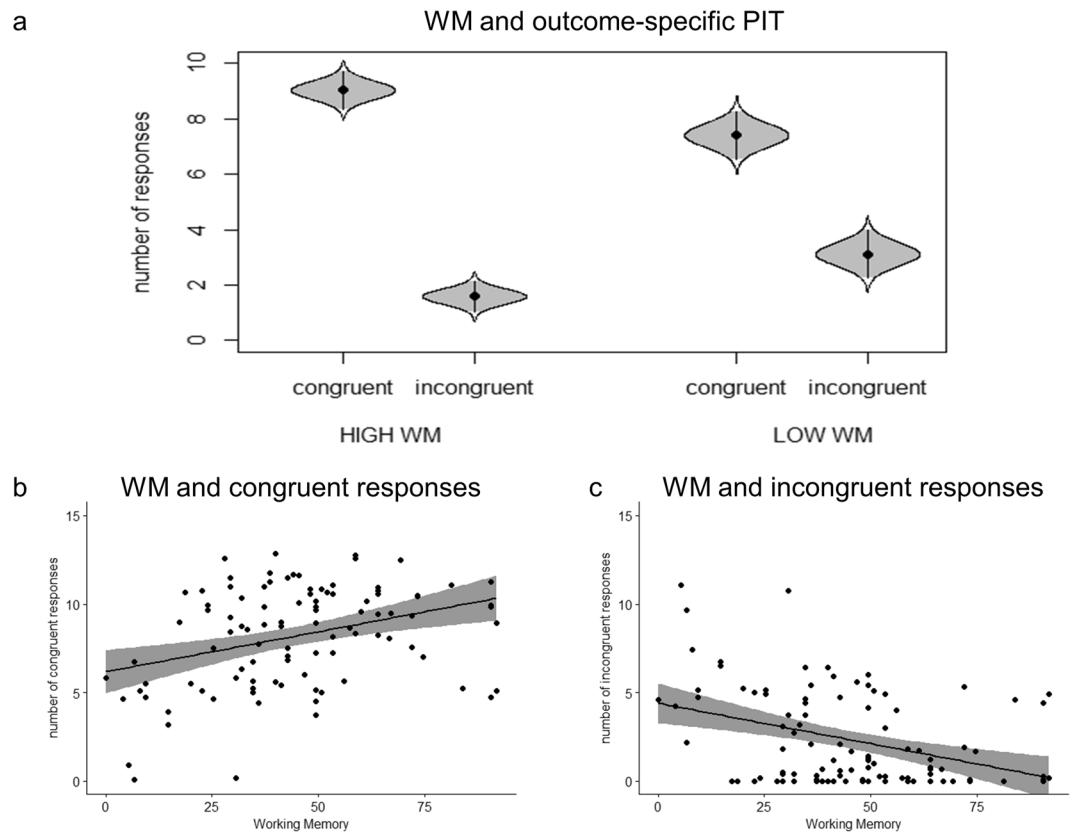 a
WM and outcome-specific PIT
number of responses
10
8
6
4
2
0
congruent incongruent congruent incongruent
HIGH WM LOW WM
b
WM and congruent responses
number of congruent responses
15
10
5
0
0 25 50 75
Working Memory
c
WM and incongruent responses
number of incongruent responses
15
10
5
0
0 25 50 75
Working Memory